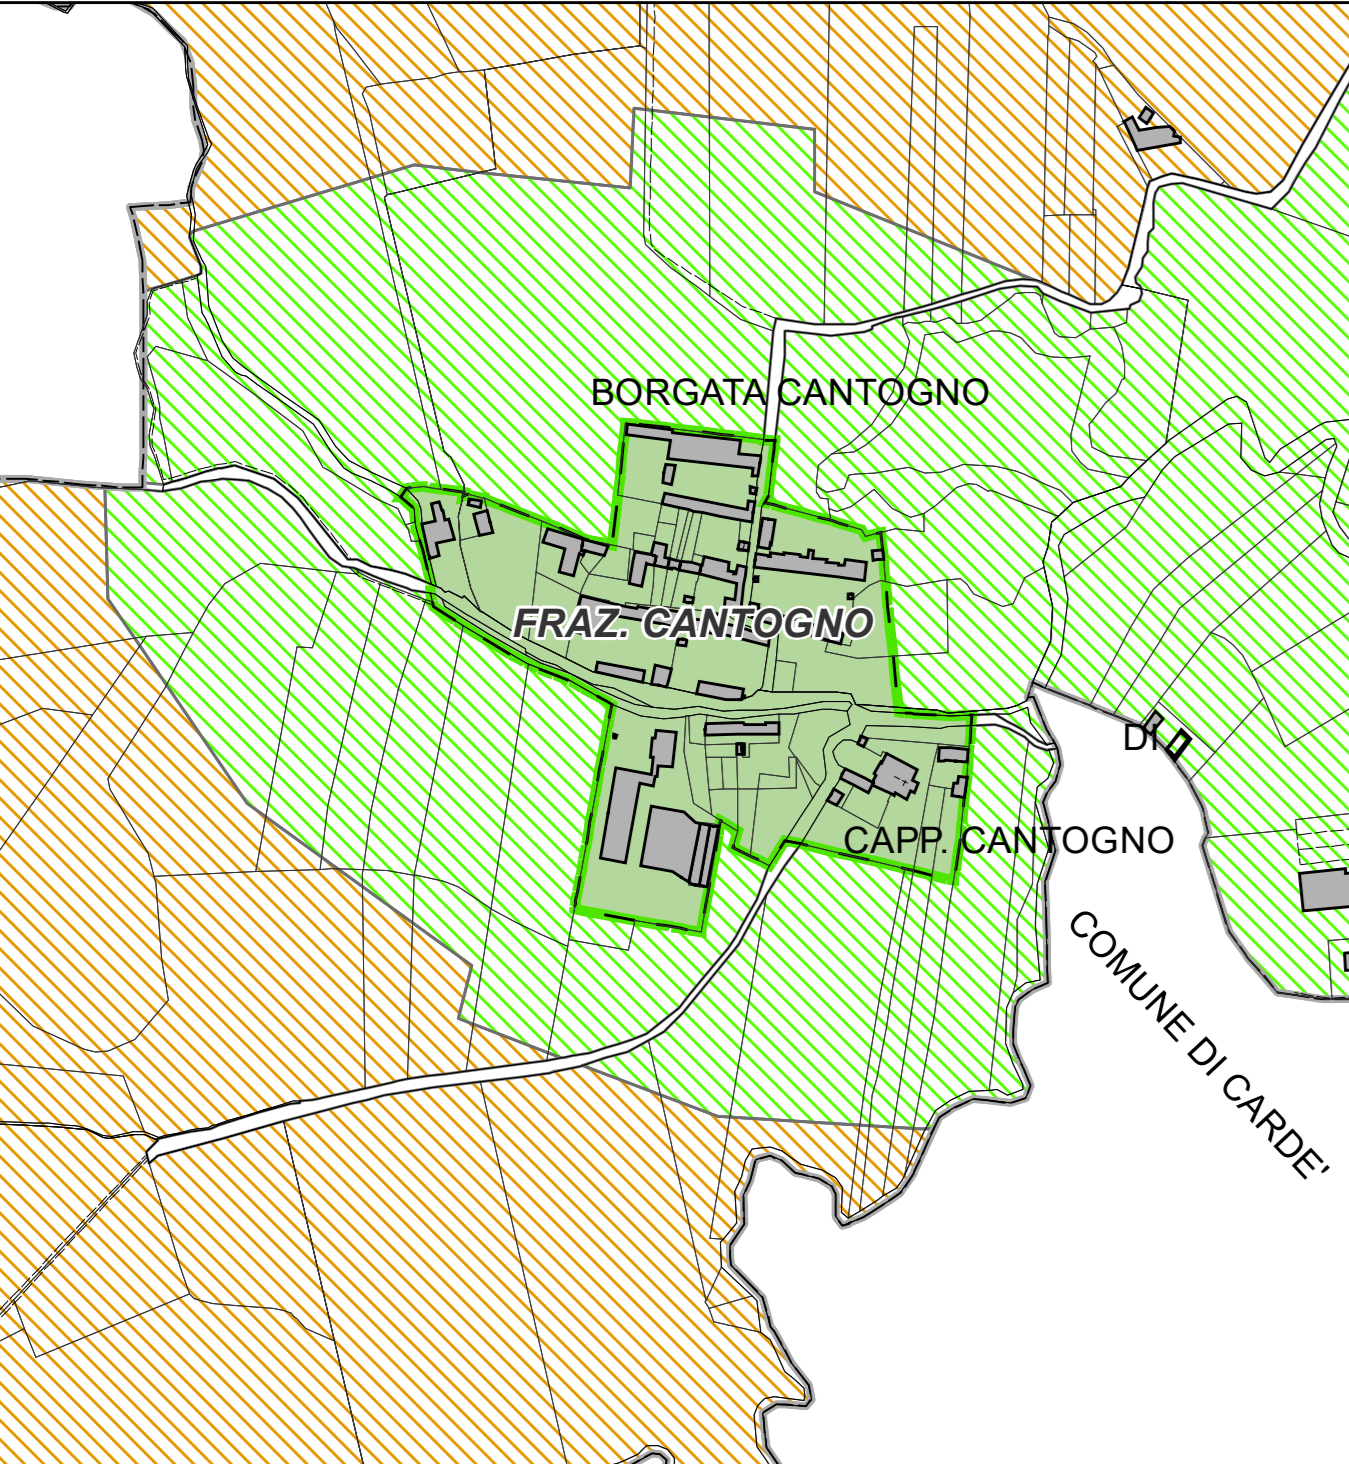 BORGATA CANTOGNO
FRAZ. CANTOGNO
DI
CAPP. CANTOGNO
COMUNE DI CARDE'